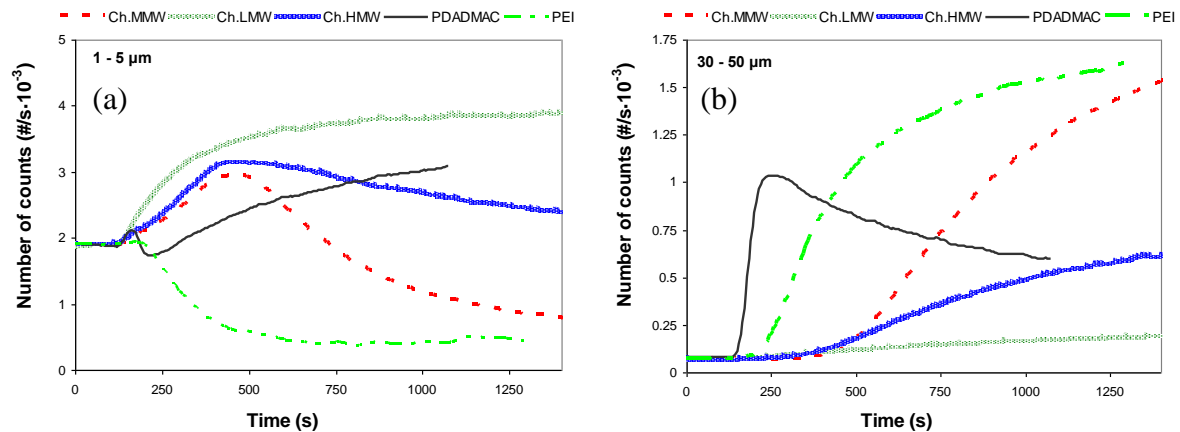 Ch.MMW Ch.LMW Ch.HMW PDADMAC PEI
1 - 5 µm
(a)
Number of counts (#/s·10⁻³)
5
4
3
2
1
0
0 250 500 750 1000 1250
Time (s)
Ch.MMW Ch.LMW Ch.HMW PDADMAC PEI
30 - 50 µm
(b)
Number of counts (#/s·10⁻³)
1.75
1.5
1.25
1
0.75
0.5
0.25
0
0 250 500 750 1000 1250
Time (s)